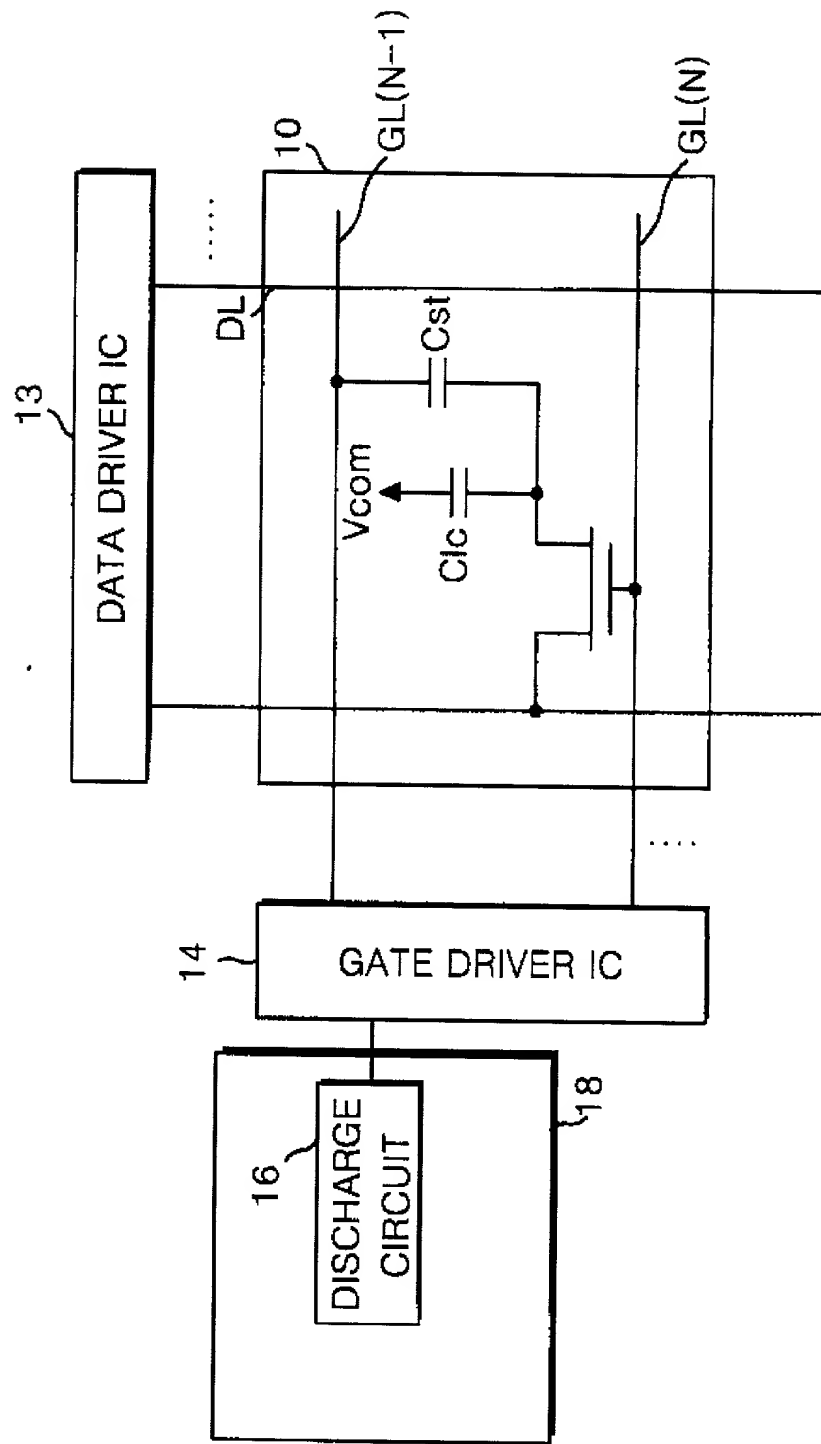 13
DATA DRIVER IC
.....
10
DL
GL(N-1)
Vcom
Cst
Clc
GL(N)
14
GATE DRIVER IC
....
16
DISCHARGE
CIRCUIT
18